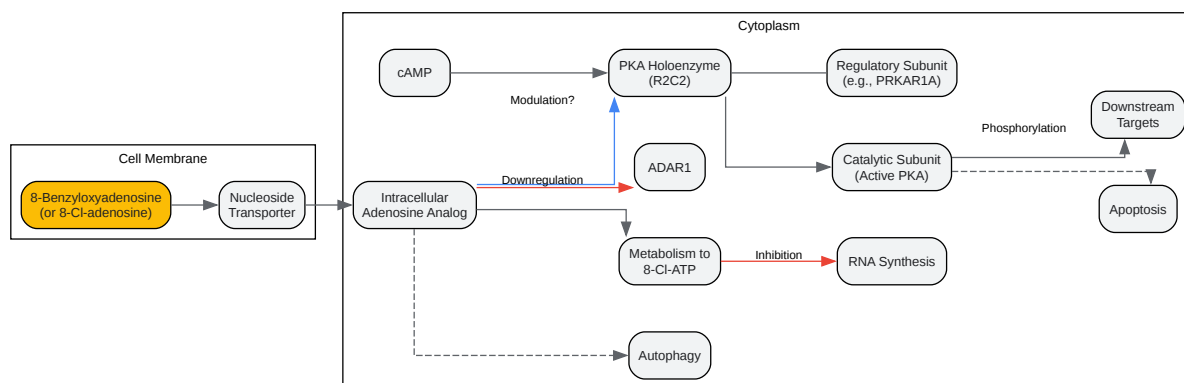 Cytoplasm
cAMP
PKA Holoenzyme
(R2C2)
Regulatory Subunit
(e.g., PRKAR1A)
Modulation?
Downstream
Targets
Phosphorylation
Cell Membrane
8-Benzyloxyadenosine
(or 8-Cl-adenosine)
Nucleoside
Transporter
Intracellular
Adenosine Analog
Downregulation
ADAR1
Catalytic Subunit
(Active PKA)
Apoptosis
Metabolism to
8-Cl-ATP
Inhibition
RNA Synthesis
Autophagy